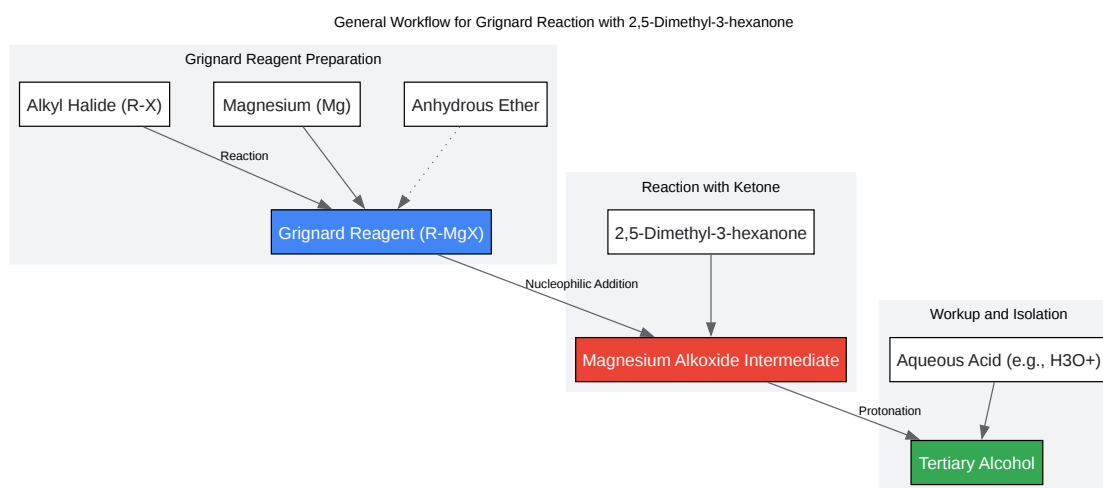 General Workflow for Grignard Reaction with 2,5-Dimethyl-3-hexanone
Grignard Reagent Preparation
Alkyl Halide (R-X)
Magnesium (Mg)
Anhydrous Ether
Reaction
Grignard Reagent (R-MgX)
Reaction with Ketone
2,5-Dimethyl-3-hexanone
Nucleophilic Addition
Magnesium Alkoxide Intermediate
Workup and Isolation
Aqueous Acid (e.g., H3O+)
Protonation
Tertiary Alcohol